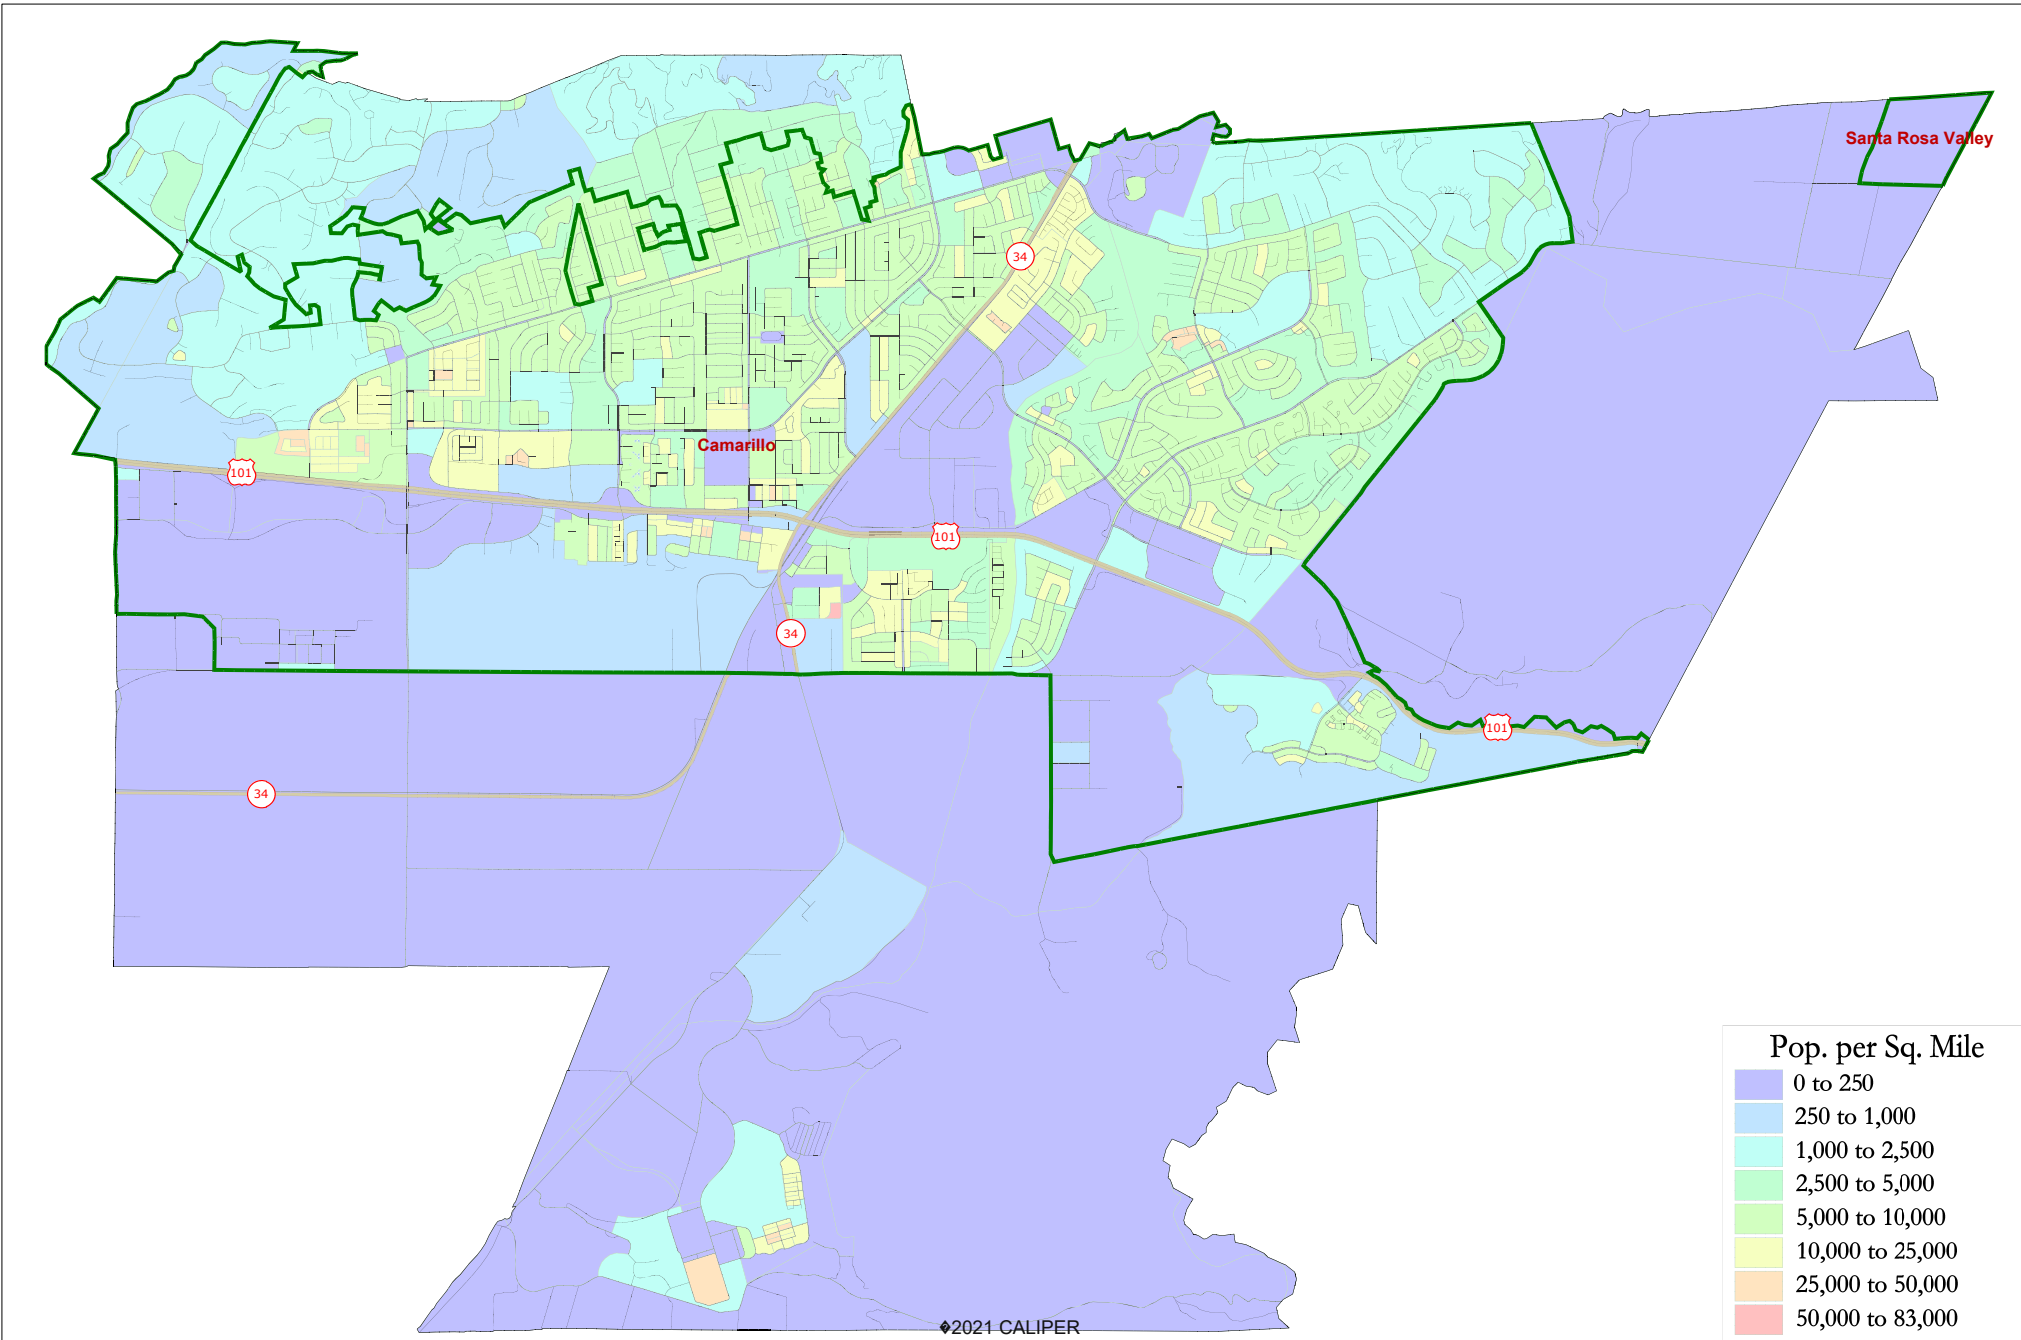 Santa Rosa Valley
34
Camarillo
101
101
34
101
34
Pop. per Sq. Mile
0 to 250
250 to 1,000
1,000 to 2,500
2,500 to 5,000
5,000 to 10,000
10,000 to 25,000
25,000 to 50,000
50,000 to 83,000
�2021 CALIPER